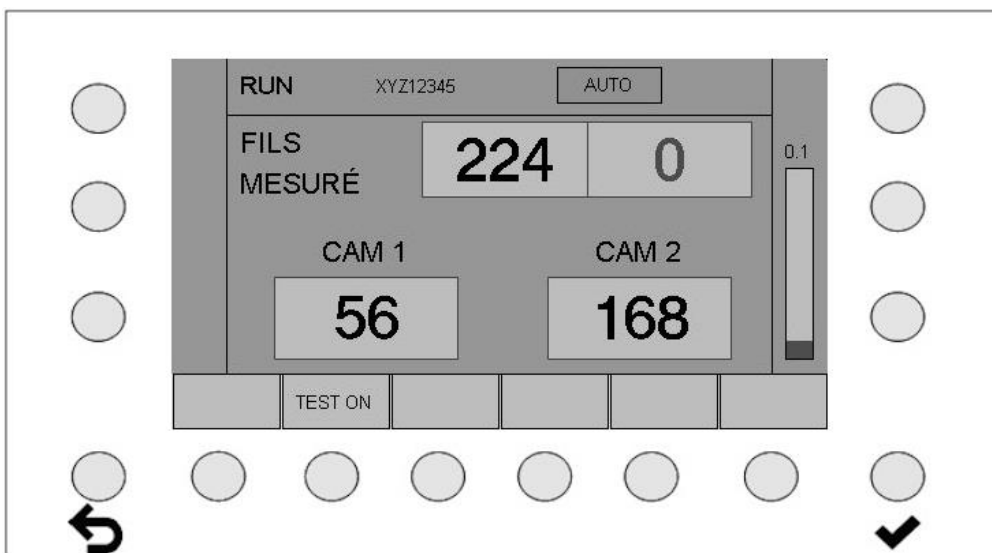 RUN XYZ12345 AUTO
FILS
MESURÉ
224 0
0.1
CAM 1 CAM 2
56 168
TEST ON